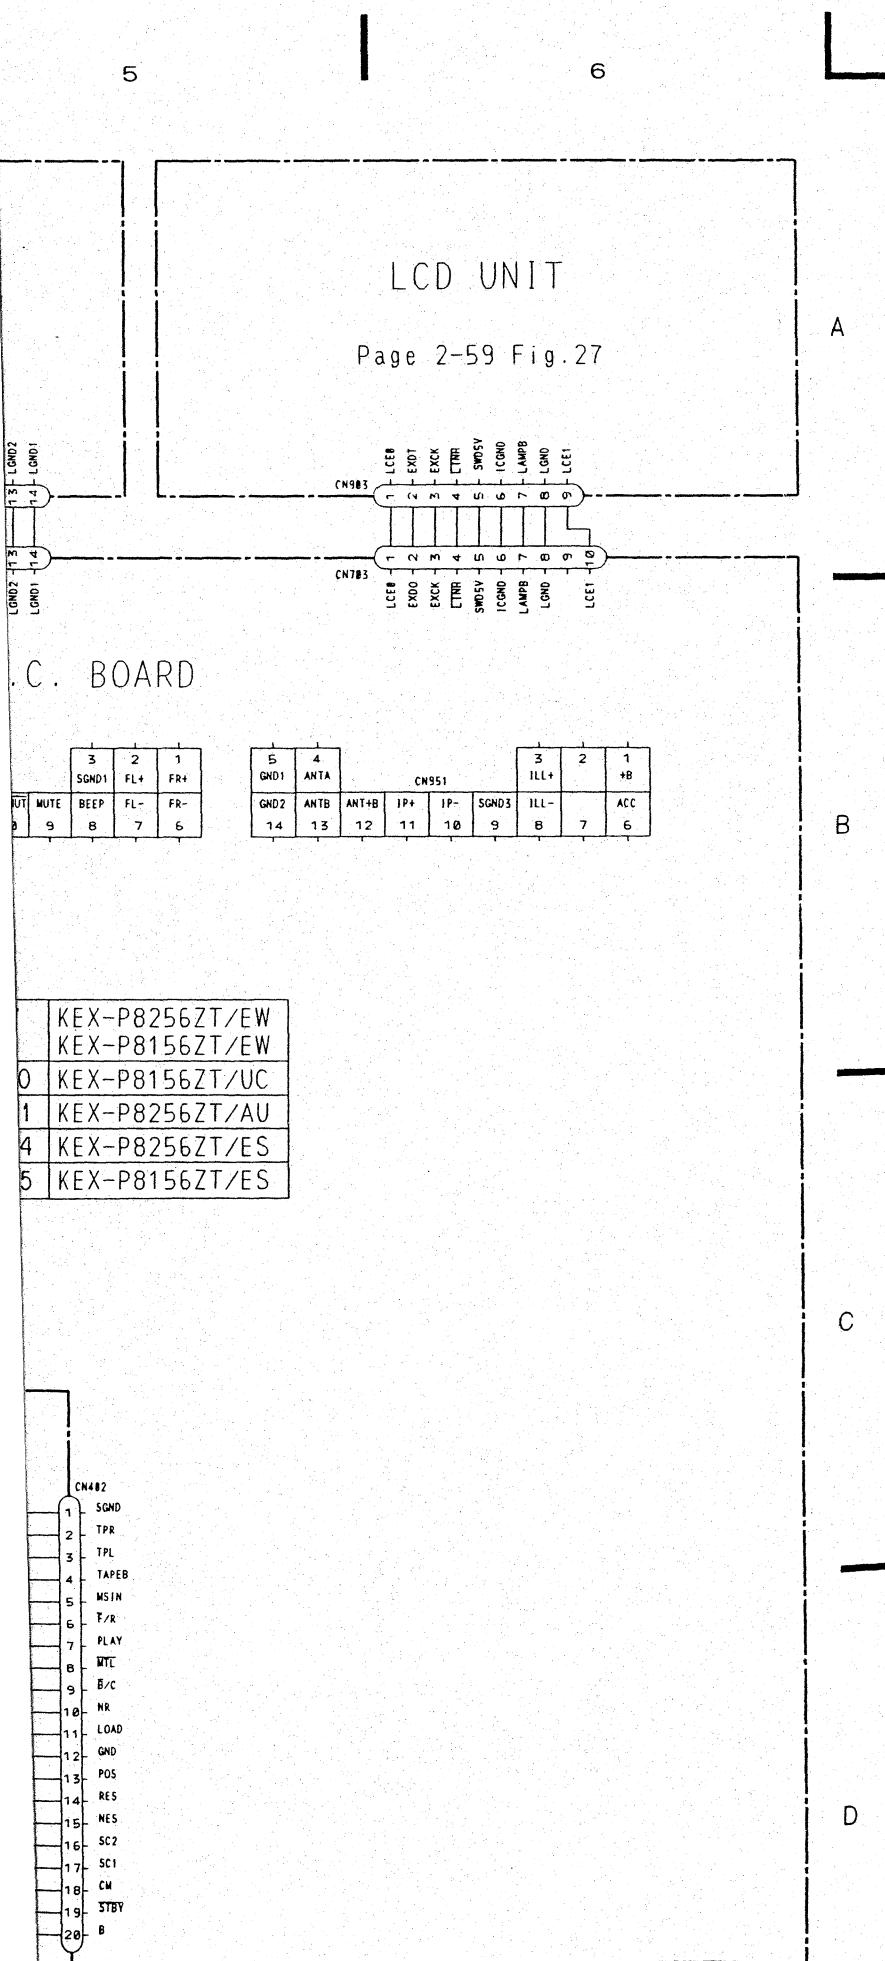 5
6
LCD UNIT
A
Page 2-59 Fig.27
LGND2
LGND1
LCE0
EXDT
EXCK
LTNR
SWD5V
ICGND
LAMPB
LGND
LCE1
CN903
13 14
1 2 3 4 5 6 7 8 9
13 14
1 2 3 4 5 6 7 8 9 10
CN703
LGND2
LGND1
LCE0
EXDO
EXCK
LTNR
SWD5V
ICGND
LAMPB
LGND
LCE1
.C. BOARD
3 2 1
SGND1 FL+ FR+
MUTE BEEP FL- FR-
9 8 7 6
5 4 3 2 1
GND1 ANTA CN951 ILL+ +B
GND2 ANTB ANT+B IP+ IP- SGND3 ILL- ACC
14 13 12 11 10 9 8 7 6
B
KEX-P8256ZT/EW
KEX-P8156ZT/EW
0 KEX-P8156ZT/UC
1 KEX-P8256ZT/AU
4 KEX-P8256ZT/ES
5 KEX-P8156ZT/ES
C
CN402
1 SGND
2 TPR
3 TPL
4 TAPEB
5 MSIN
6 F/R
7 PLAY
8 MTL
9 B/C
10 NR
11 LOAD
12 GND
13 POS
14 RES
15 NES
16 SC2
17 SC1
18 CM
19 STBY
20 B
D